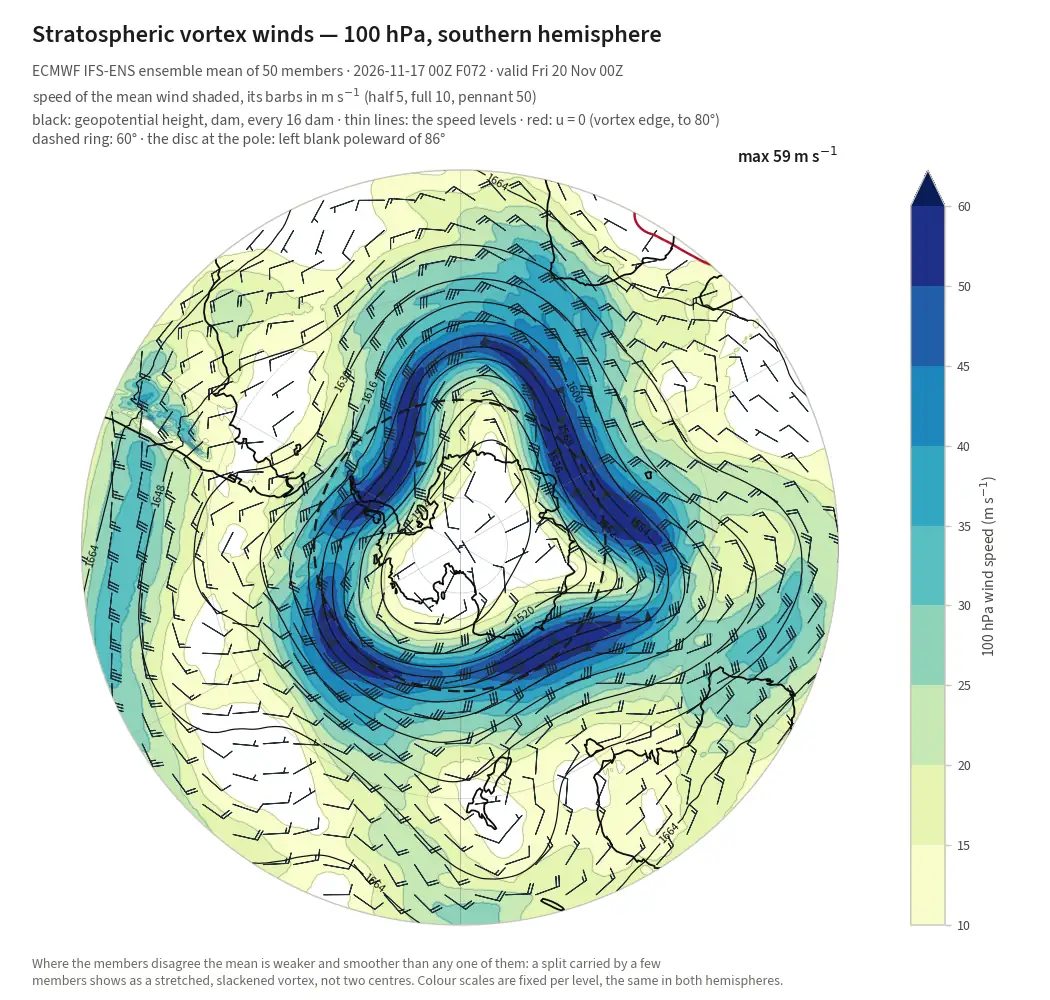 Stratospheric vortex winds — 100 hPa, southern hemisphere
ECMWF IFS-ENS ensemble mean of 50 members · 2026-11-17 00Z F072 · valid Fri 20 Nov 00Z
speed of the mean wind shaded, its barbs in m s⁻¹ (half 5, full 10, pennant 50)
black: geopotential height, dam, every 16 dam · thin lines: the speed levels · red: u = 0 (vortex edge, to 80°)
dashed ring: 60° · the disc at the pole: left blank poleward of 86°
max 59 m s⁻¹
1664
1616
1600
1648
1664
1520
1664
1664
60
50
45
40
35
30
25
20
15
10
100 hPa wind speed (m s⁻¹)
Where the members disagree the mean is weaker and smoother than any one of them: a split carried by a few
members shows as a stretched, slackened vortex, not two centres. Colour scales are fixed per level, the same in both hemispheres.